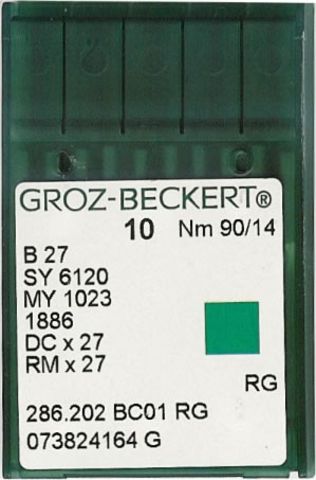 GROZ-BECKERT®
10 Nm 90/14
B 27
SY 6120
MY 1023
1886
DC x 27
RM x 27
RG
286.202 BC01 RG
073824164 G